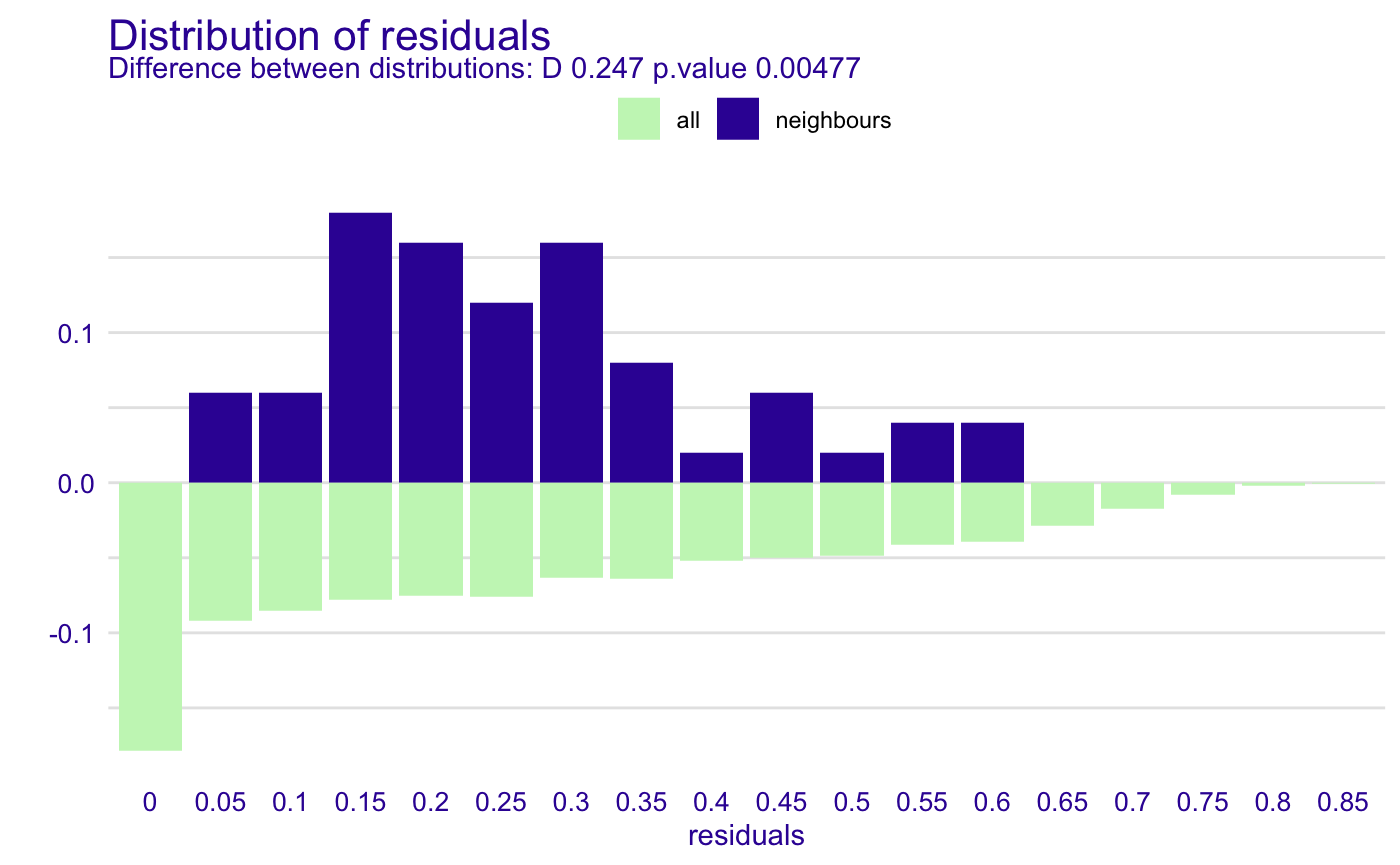 Distribution of residuals
Difference between distributions: D 0.247 p.value 0.00477
all neighbours
0.1
0.0
-0.1
0 0.05 0.1 0.15 0.2 0.25 0.3 0.35 0.4 0.45 0.5 0.55 0.6 0.65 0.7 0.75 0.8 0.85
residuals